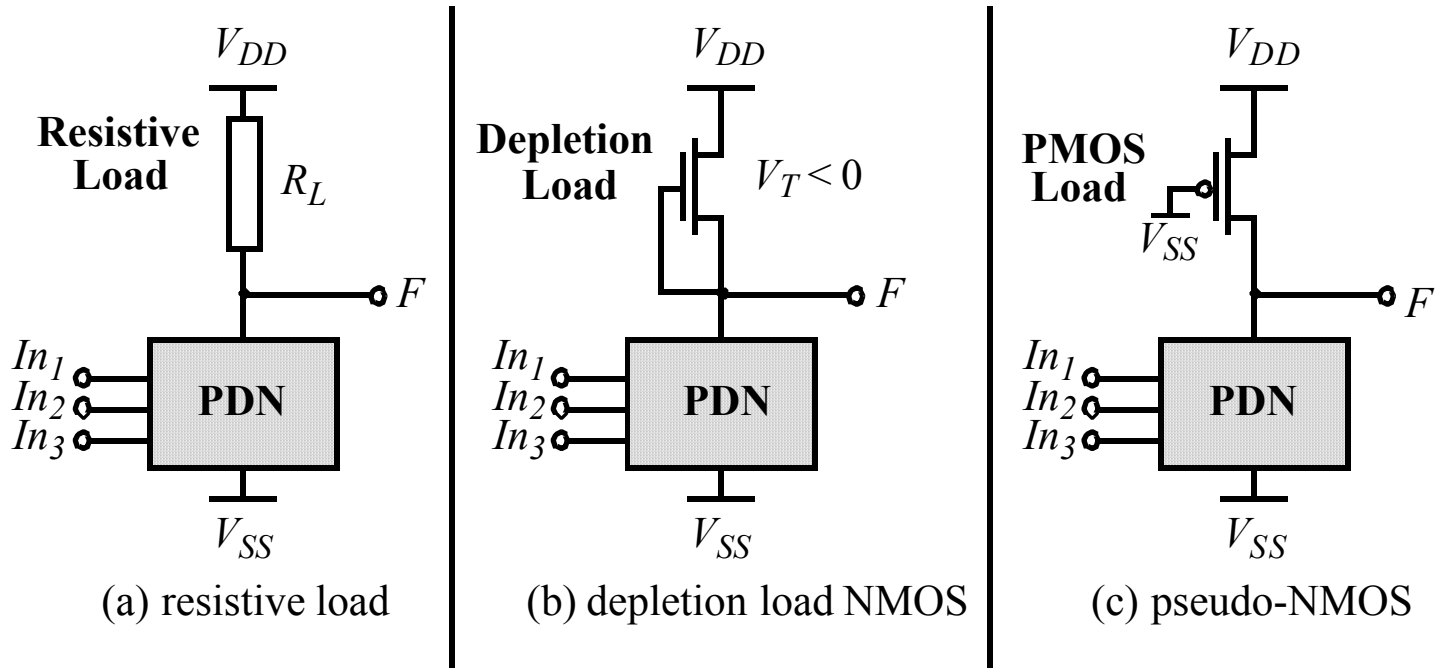 V_DD
Resistive
Load
R_L
F
In_1
In_2
In_3
PDN
V_SS
(a) resistive load
V_DD
Depletion
Load
V_T < 0
F
In_1
In_2
In_3
PDN
V_SS
(b) depletion load NMOS
V_DD
PMOS
Load
V_SS
F
In_1
In_2
In_3
PDN
V_SS
(c) pseudo-NMOS